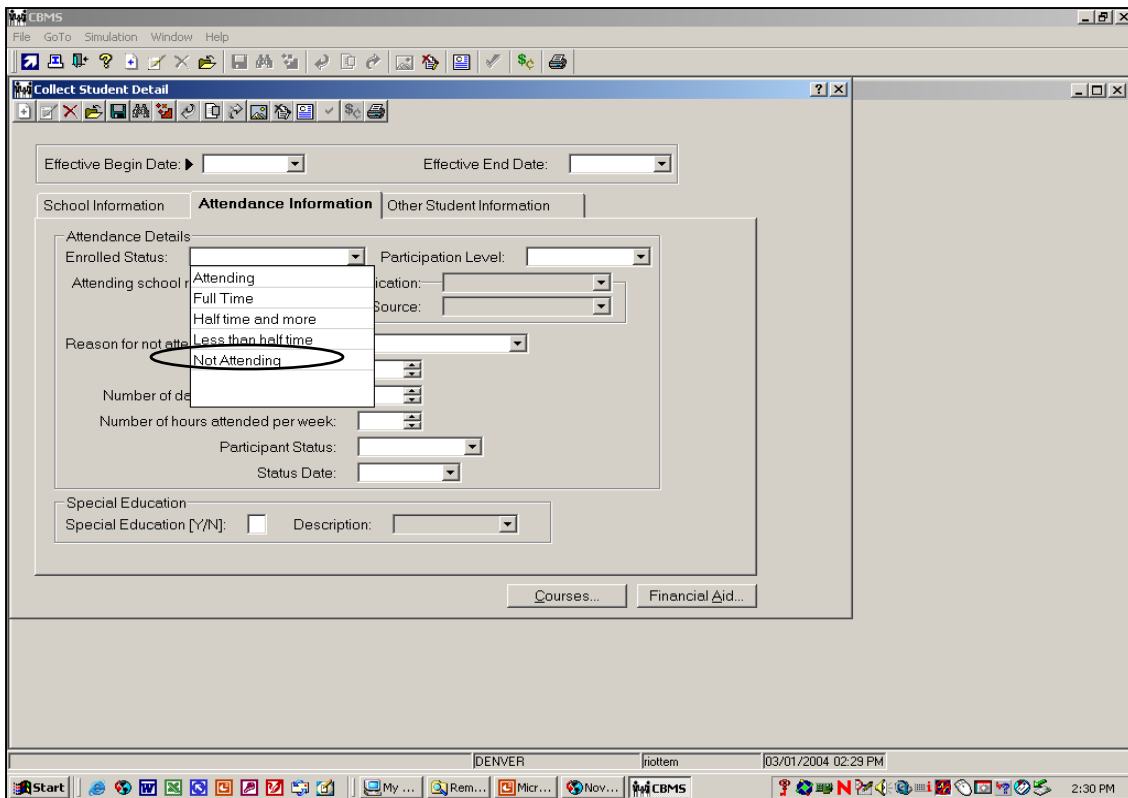 CBMS
File GoTo Simulation Window Help
Collect Student Detail
Effective Begin Date: Effective End Date:
School Information Attendance Information Other Student Information
Attendance Details
Enrolled Status: Participation Level:
Attending school ication:
Attending
Full Time
Source:
Half time and more
Reason for not atte
Less than half time
Not Attending
Number of da
Number of hours attended per week:
Participant Status:
Status Date:
Special Education
Special Education [Y/N]: Description:
Courses... Financial Aid...
DENVER riottem 03/01/2004 02:29 PM
Start My ... Rem... Micr... Nov... CBMS 2:30 PM